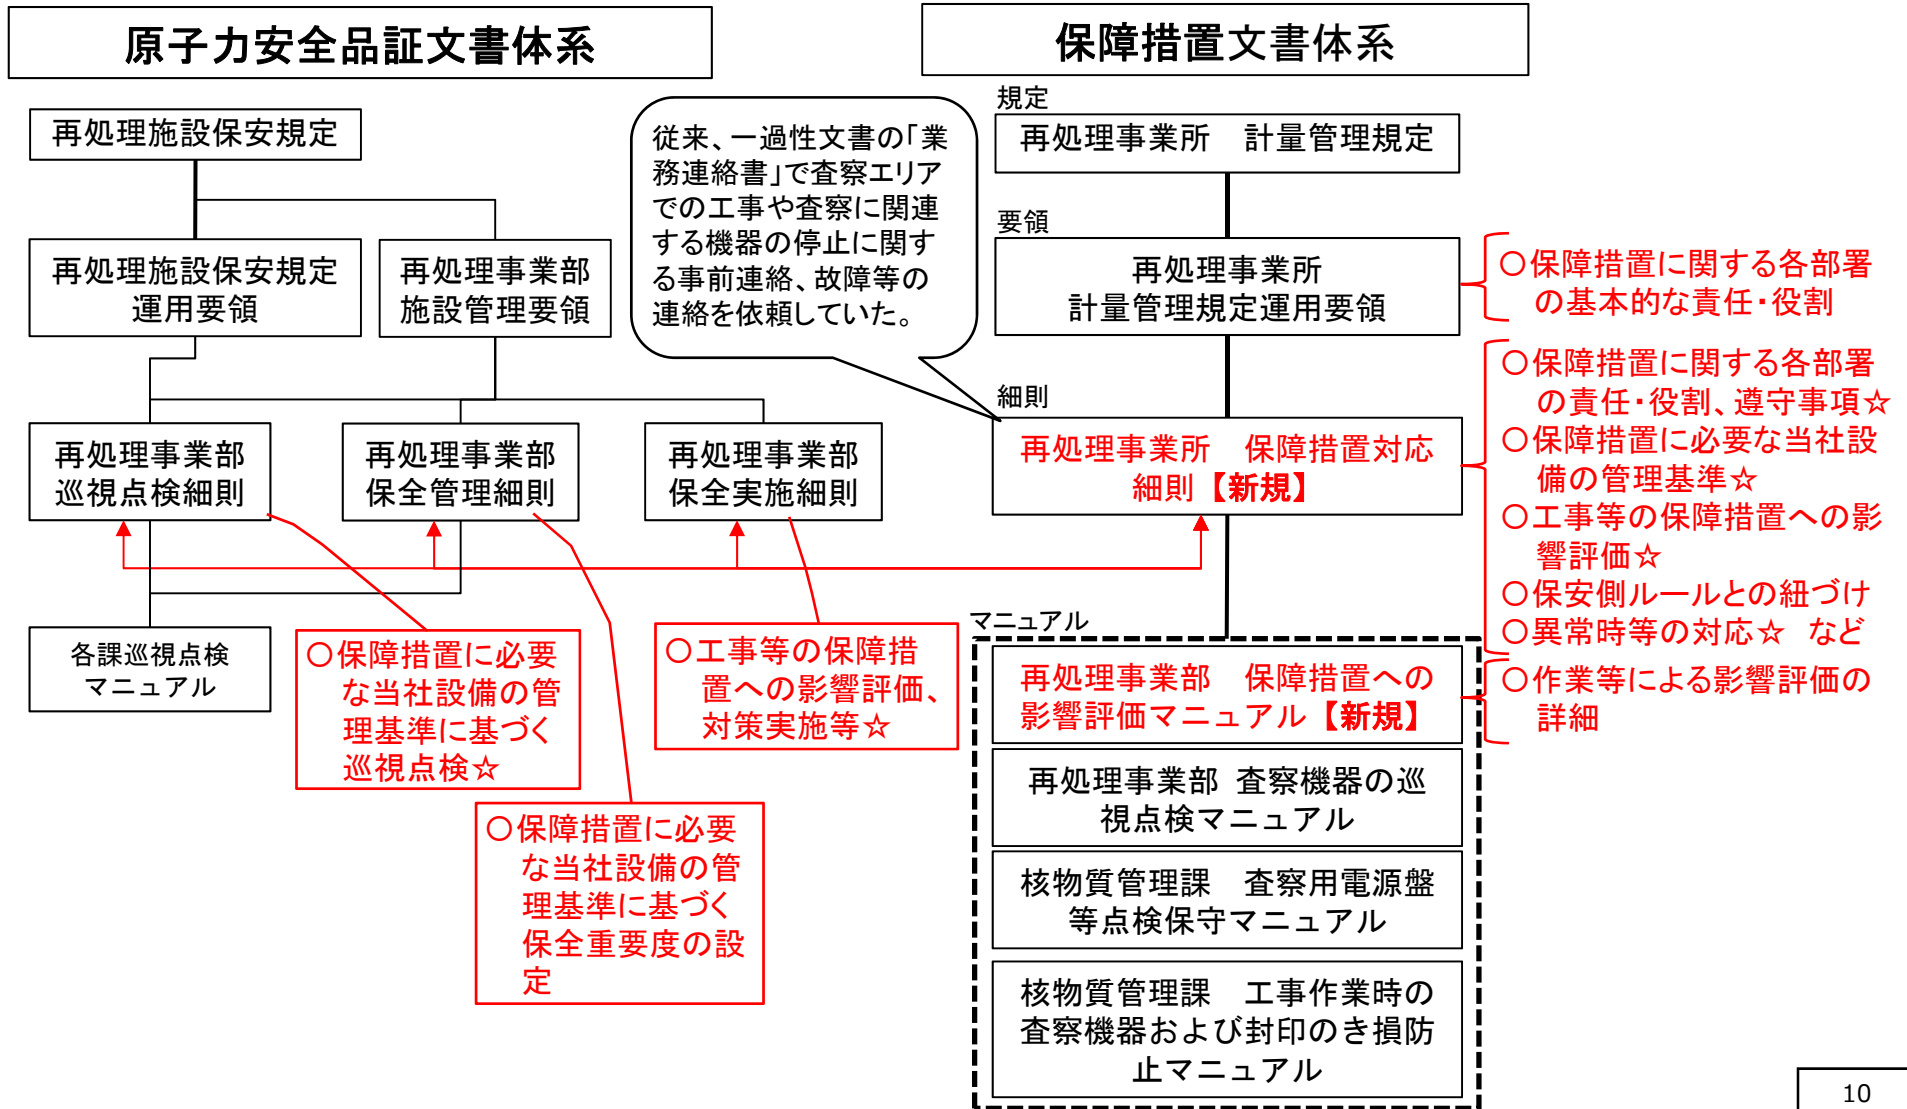 原子力安全品証文書体系
再処理施設保安規定
再処理施設保安規定
運用要領
再処理事業部
施設管理要領
再処理事業部
巡視点検細則
再処理事業部
保全管理細則
再処理事業部
保全実施細則
各課巡視点検
マニュアル
〇保障措置に必要
な当社設備の管
理基準に基づく
巡視点検☆
〇保障措置に必要
な当社設備の管
理基準に基づく
保全重要度の設
定
〇工事等の保障措
置への影響評価、
対策実施等☆
従来、一過性文書の「業
務連絡書」で査察エリア
での工事や査察に関連
する機器の停止に関す
る事前連絡、故障等の
連絡を依頼していた。
保障措置文書体系
規定
再処理事業所　計量管理規定
要領
再処理事業所
計量管理規定運用要領
細則
再処理事業所　保障措置対応
細則【新規】
マニュアル
再処理事業部　保障措置への
影響評価マニュアル【新規】
再処理事業部 査察機器の巡
視点検マニュアル
核物質管理課　査察用電源盤
等点検保守マニュアル
核物質管理課　工事作業時の
査察機器および封印のき損防
止マニュアル
〇保障措置に関する各部署
の基本的な責任・役割
〇保障措置に関する各部署
の責任・役割、遵守事項☆
〇保障措置に必要な当社設
備の管理基準☆
〇工事等の保障措置への影
響評価☆
〇保安側ルールとの紐づけ
〇異常時等の対応☆　など
〇作業等による影響評価の
詳細
10